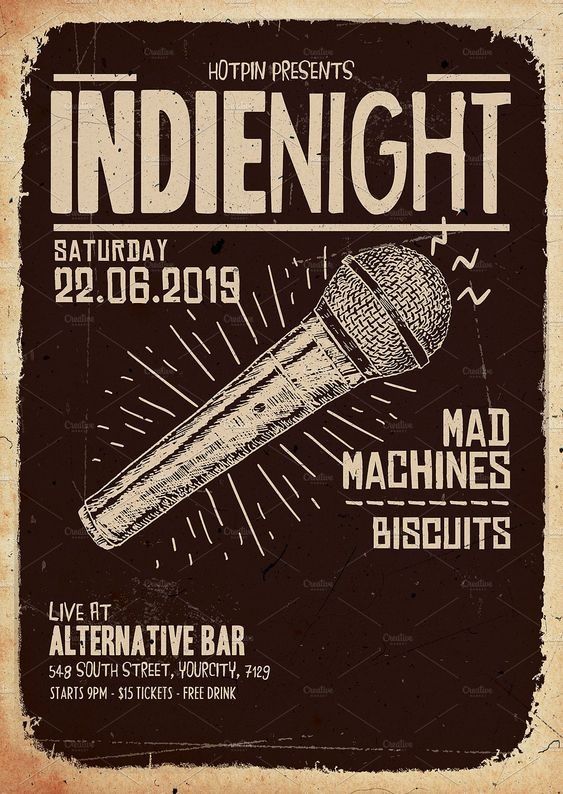 HOTPIN PRESENTS
INDIENIGHT
SATURDAY
22.06.2019
MAD
MACHINES
BISCUITS
LIVE AT
ALTERNATIVE BAR
548 SOUTH STREET, YOURCITY, 7129
STARTS 9PM - $15 TICKETS - FREE DRINK